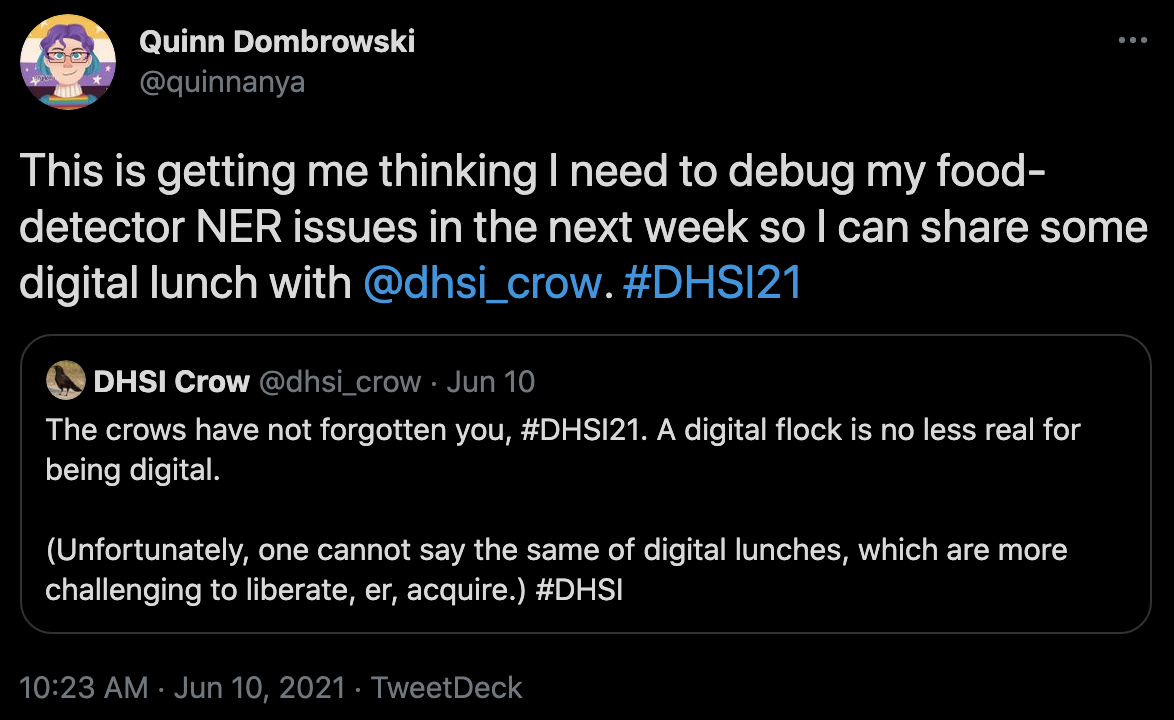 Quinn Dombrowski
@quinnanya
This is getting me thinking I need to debug my food-
detector NER issues in the next week so I can share some
digital lunch with @dhsi_crow. #DHSI21
DHSI Crow @dhsi_crow · Jun 10
The crows have not forgotten you, #DHSI21. A digital flock is no less real for
being digital.
(Unfortunately, one cannot say the same of digital lunches, which are more
challenging to liberate, er, acquire.) #DHSI
10:23 AM · Jun 10, 2021 · TweetDeck